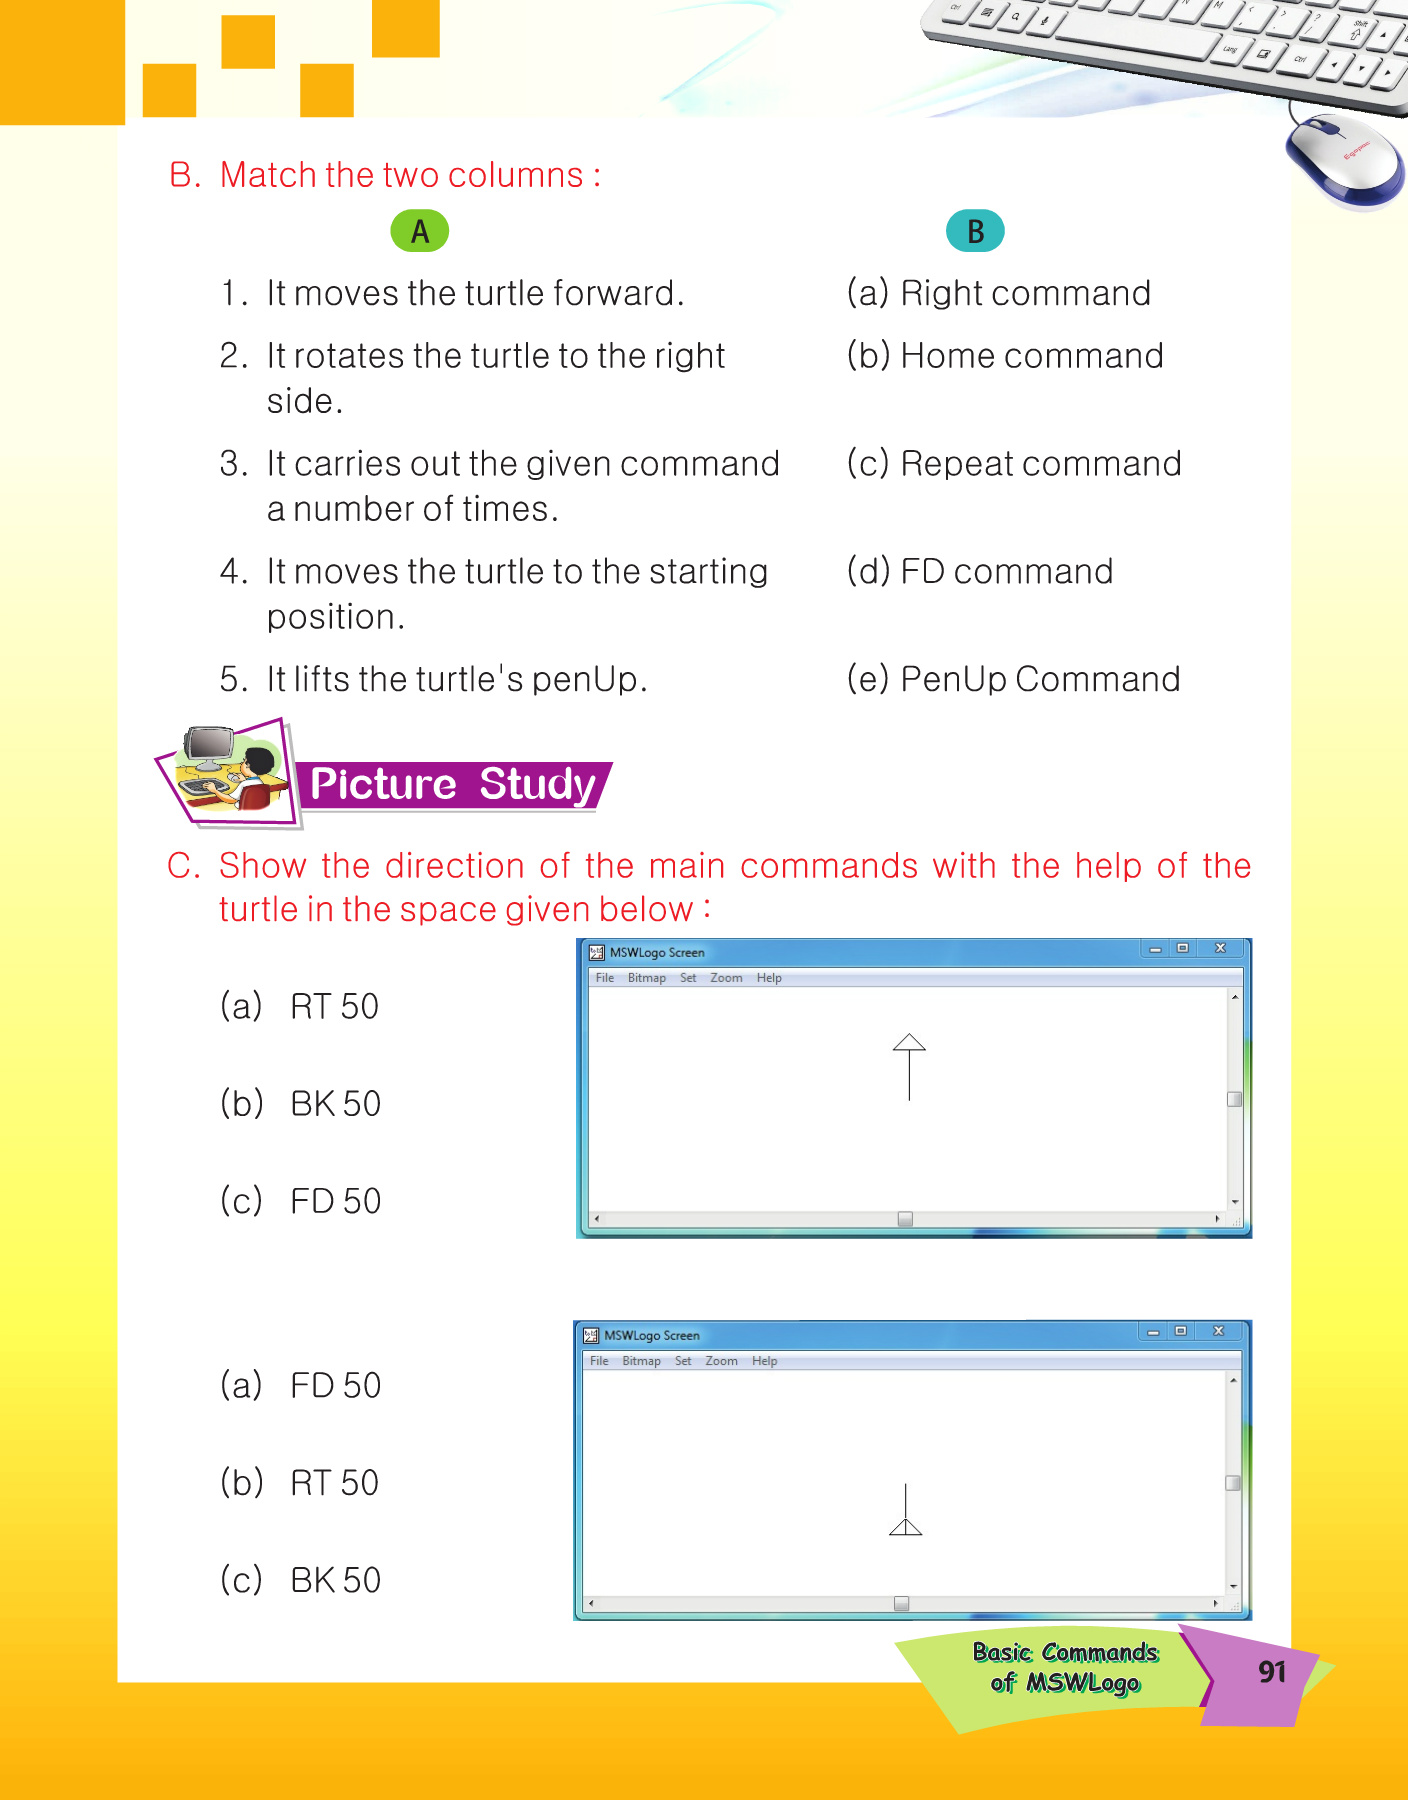 B. Match the two columns :
A B
1. It moves the turtle forward. (a) Right command
2. It rotates the turtle to the right (b) Home command
side.
3. It carries out the given command (c) Repeat command
a number of times.
4. It moves the turtle to the starting (d) FD command
position.
5. It lifts the turtle's penUp. (e) PenUp Command
Picture Study
C. Show the direction of the main commands with the help of the
turtle in the space given below :
MSWLogo Screen
File Bitmap Set Zoom Help
(a) RT 50
(b) BK 50
(c) FD 50
MSWLogo Screen
File Bitmap Set Zoom Help
(a) FD 50
(b) RT 50
(c) BK 50
Basic Commands
of MSWLogo
91